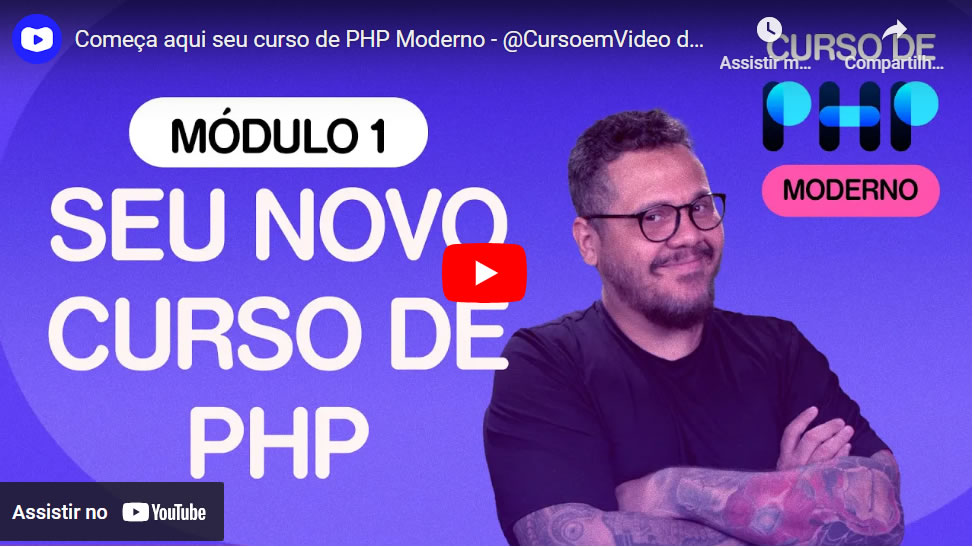 Começa aqui seu curso de PHP Moderno - @CursoemVideo d...
Assistir m...
Compartilh...
CURSO DE
PHP
MODERNO
MÓDULO 1
SEU NOVO
CURSO DE
PHP
Assistir no YouTube